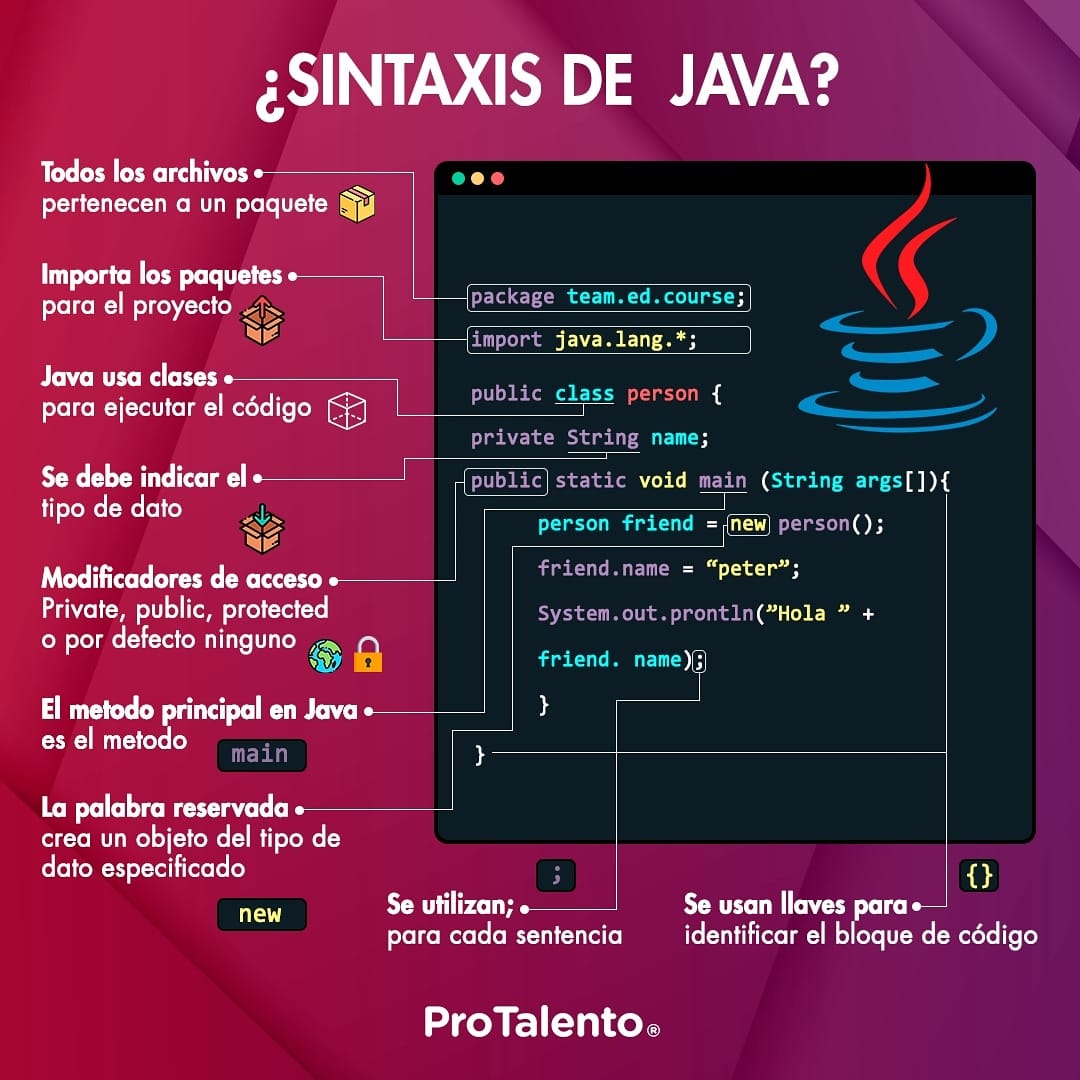 ¿SINTAXIS DE JAVA?
Todos los archivos
pertenecen a un paquete
Importa los paquetes
para el proyecto
Java usa clases
para ejecutar el código
Se debe indicar el
tipo de dato
Modificadores de acceso
Private, public, protected
o por defecto ninguno
El metodo principal en Java
es el metodo
main
La palabra reservada
crea un objeto del tipo de
dato especificado
new
package team.ed.course;
import java.lang.*;
public class person {
private String name;
public static void main (String args[]){
person friend = new person();
friend.name = “peter”;
System.out.prontln(”Hola ” +
friend. name);
}
}
;
Se utilizan;
para cada sentencia
{}
Se usan llaves para
identificar el bloque de código
ProTalento®